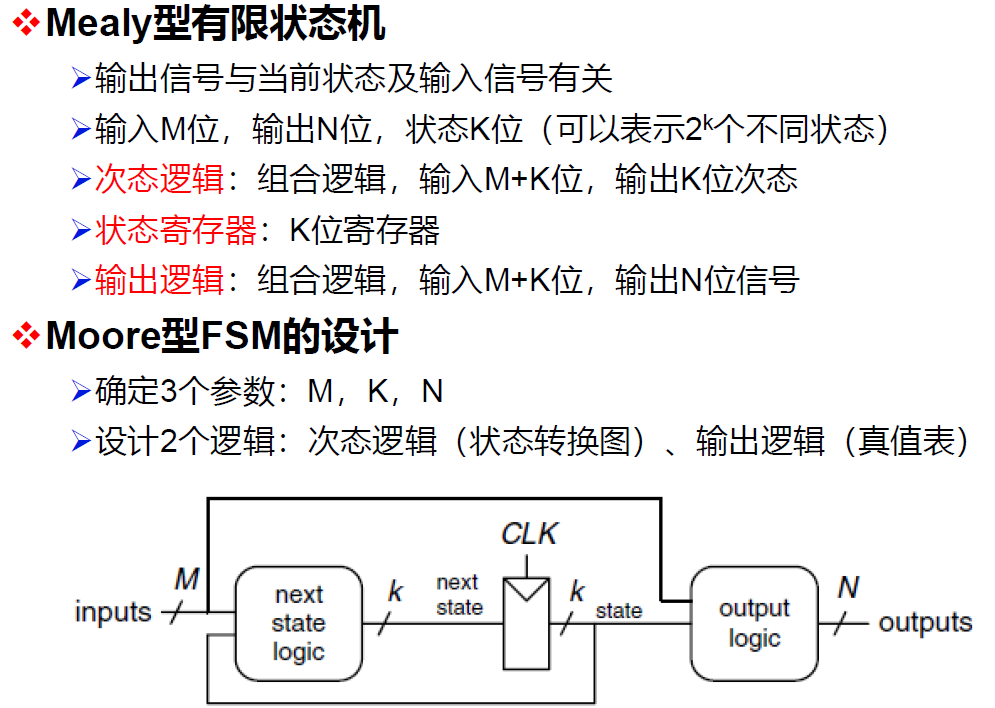 Mealy型有限状态机
输出信号与当前状态及输入信号有关
输入M位，输出N位，状态K位（可以表示2ᵏ个不同状态）
次态逻辑：组合逻辑，输入M+K位，输出K位次态
状态寄存器：K位寄存器
输出逻辑：组合逻辑，输入M+K位，输出N位信号
Moore型FSM的设计
确定3个参数：M，K，N
设计2个逻辑：次态逻辑（状态转换图）、输出逻辑（真值表）
inputs
M
next
state
logic
k
next
state
CLK
k
state
output
logic
N
outputs